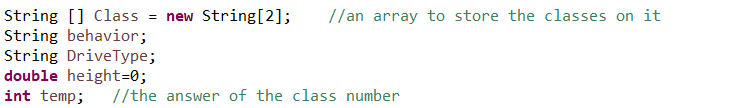 String [] Class = new String[2];    //an array to store the classes on it
String behavior;
String DriveType;
double height=0;
int temp;   //the answer of the class number